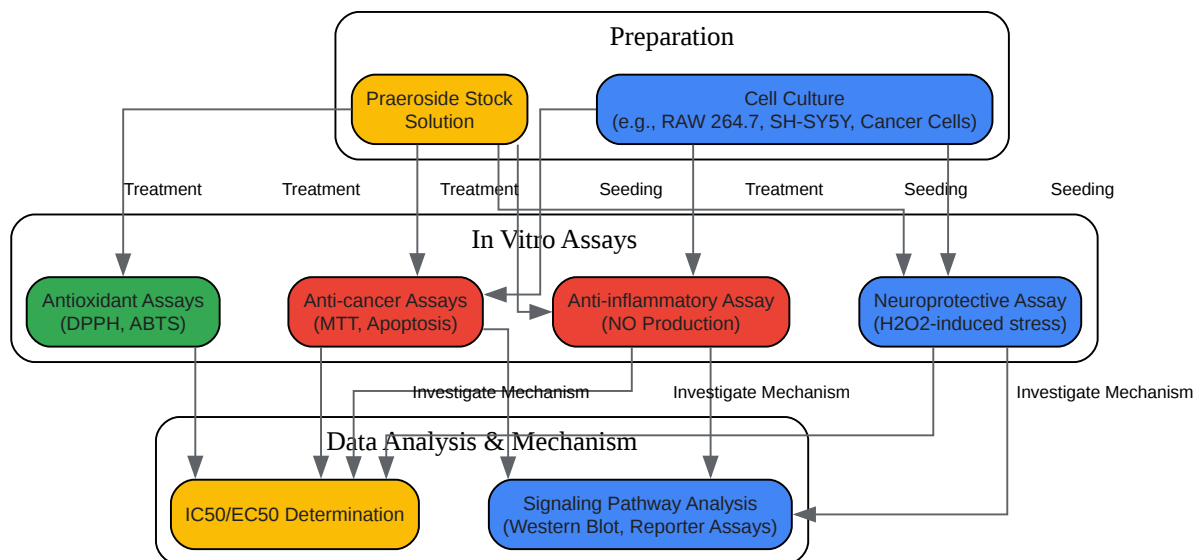 Preparation
Praeroside Stock
Solution
Cell Culture
(e.g., RAW 264.7, SH-SY5Y, Cancer Cells)
Treatment
Treatment
Treatment
Seeding
Treatment
Seeding
Seeding
In Vitro Assays
Antioxidant Assays
(DPPH, ABTS)
Anti-cancer Assays
(MTT, Apoptosis)
Anti-inflammatory Assay
(NO Production)
Neuroprotective Assay
(H2O2-induced stress)
Investigate Mechanism
Investigate Mechanism
Investigate Mechanism
Data Analysis & Mechanism
IC50/EC50 Determination
Signaling Pathway Analysis
(Western Blot, Reporter Assays)